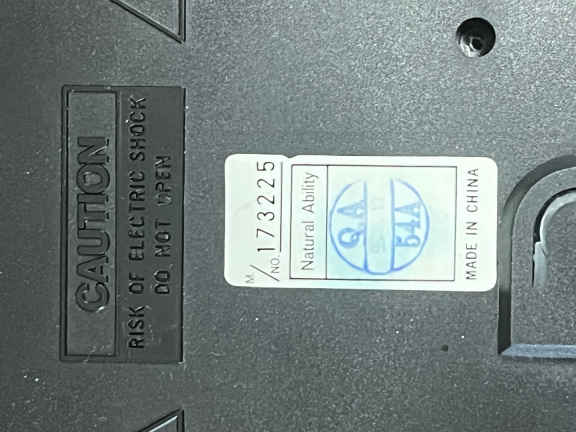 CAUTION
RISK OF ELECTRIC SHOCK
DO NOT OPEN
M/NO. 173225
Natural Ability
Q.A
54A
MADE IN CHINA